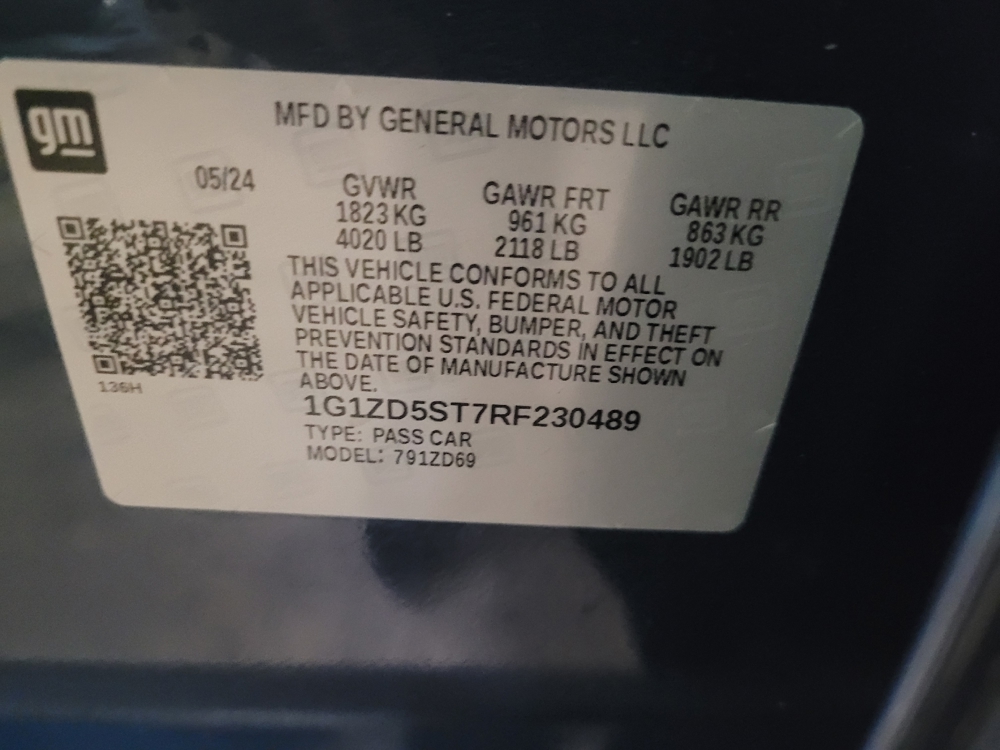 gm
MFD BY GENERAL MOTORS LLC
05/24 GVWR GAWR FRT GAWR RR
1823 KG 961 KG 863 KG
4020 LB 2118 LB 1902 LB
THIS VEHICLE CONFORMS TO ALL
APPLICABLE U.S. FEDERAL MOTOR
VEHICLE SAFETY, BUMPER, AND THEFT
PREVENTION STANDARDS IN EFFECT ON
THE DATE OF MANUFACTURE SHOWN
ABOVE.
136H
1G1ZD5ST7RF230489
TYPE: PASS CAR
MODEL: 791ZD69